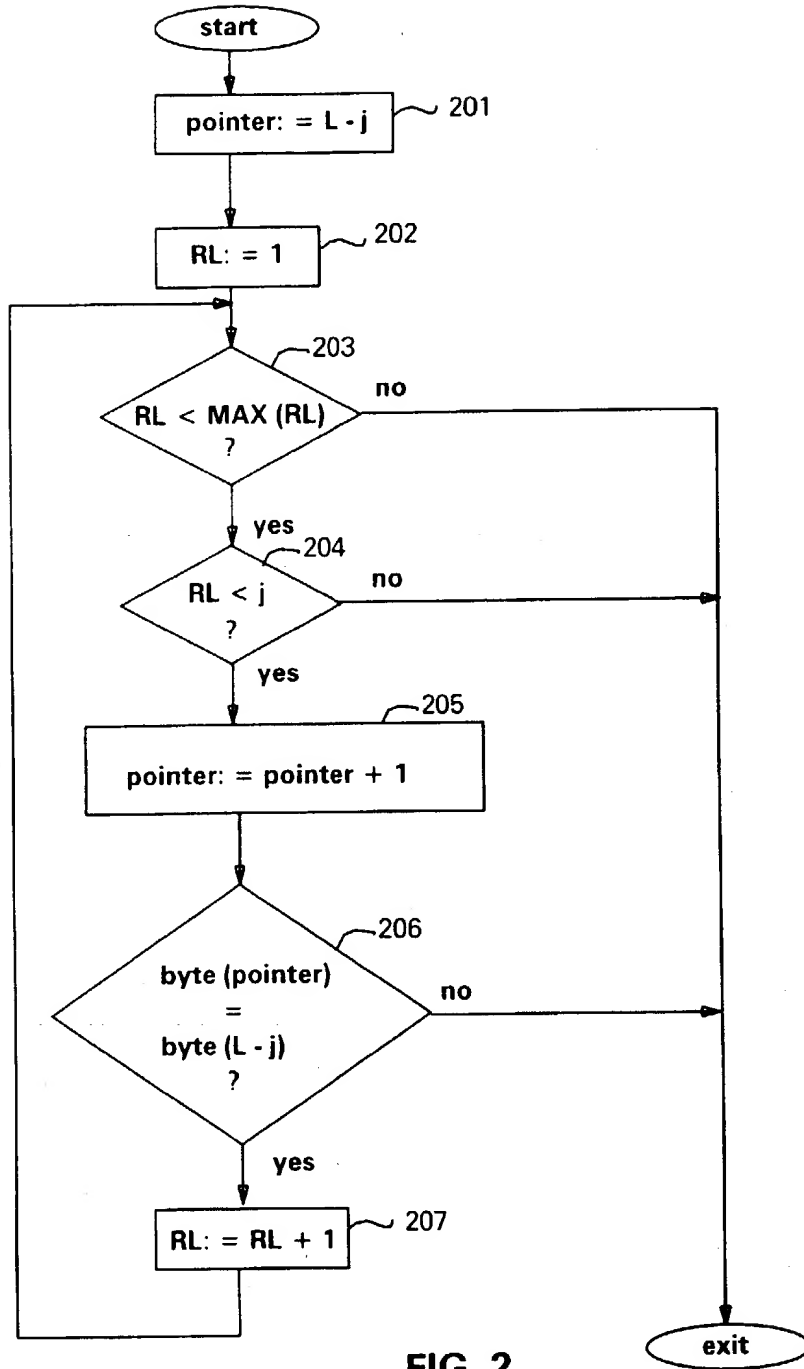 start
pointer: = L - j
201
RL: = 1
202
203
RL < MAX (RL)
?
no
yes
204
RL < j
?
no
yes
205
pointer: = pointer + 1
206
byte (pointer)
=
byte (L - j)
?
no
yes
RL: = RL + 1
207
exit
FIG. 2